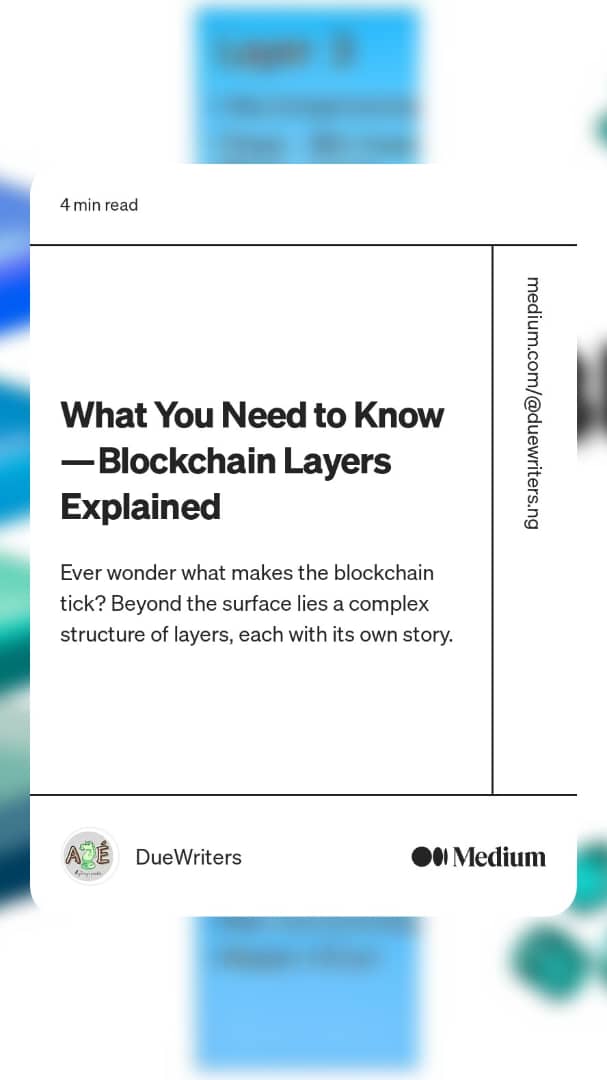 4 min read
medium.com/@duewriters.ng
What You Need to Know
—Blockchain Layers
Explained
Ever wonder what makes the blockchain
tick? Beyond the surface lies a complex
structure of layers, each with its own story.
AJÉ
DueWriters
Medium